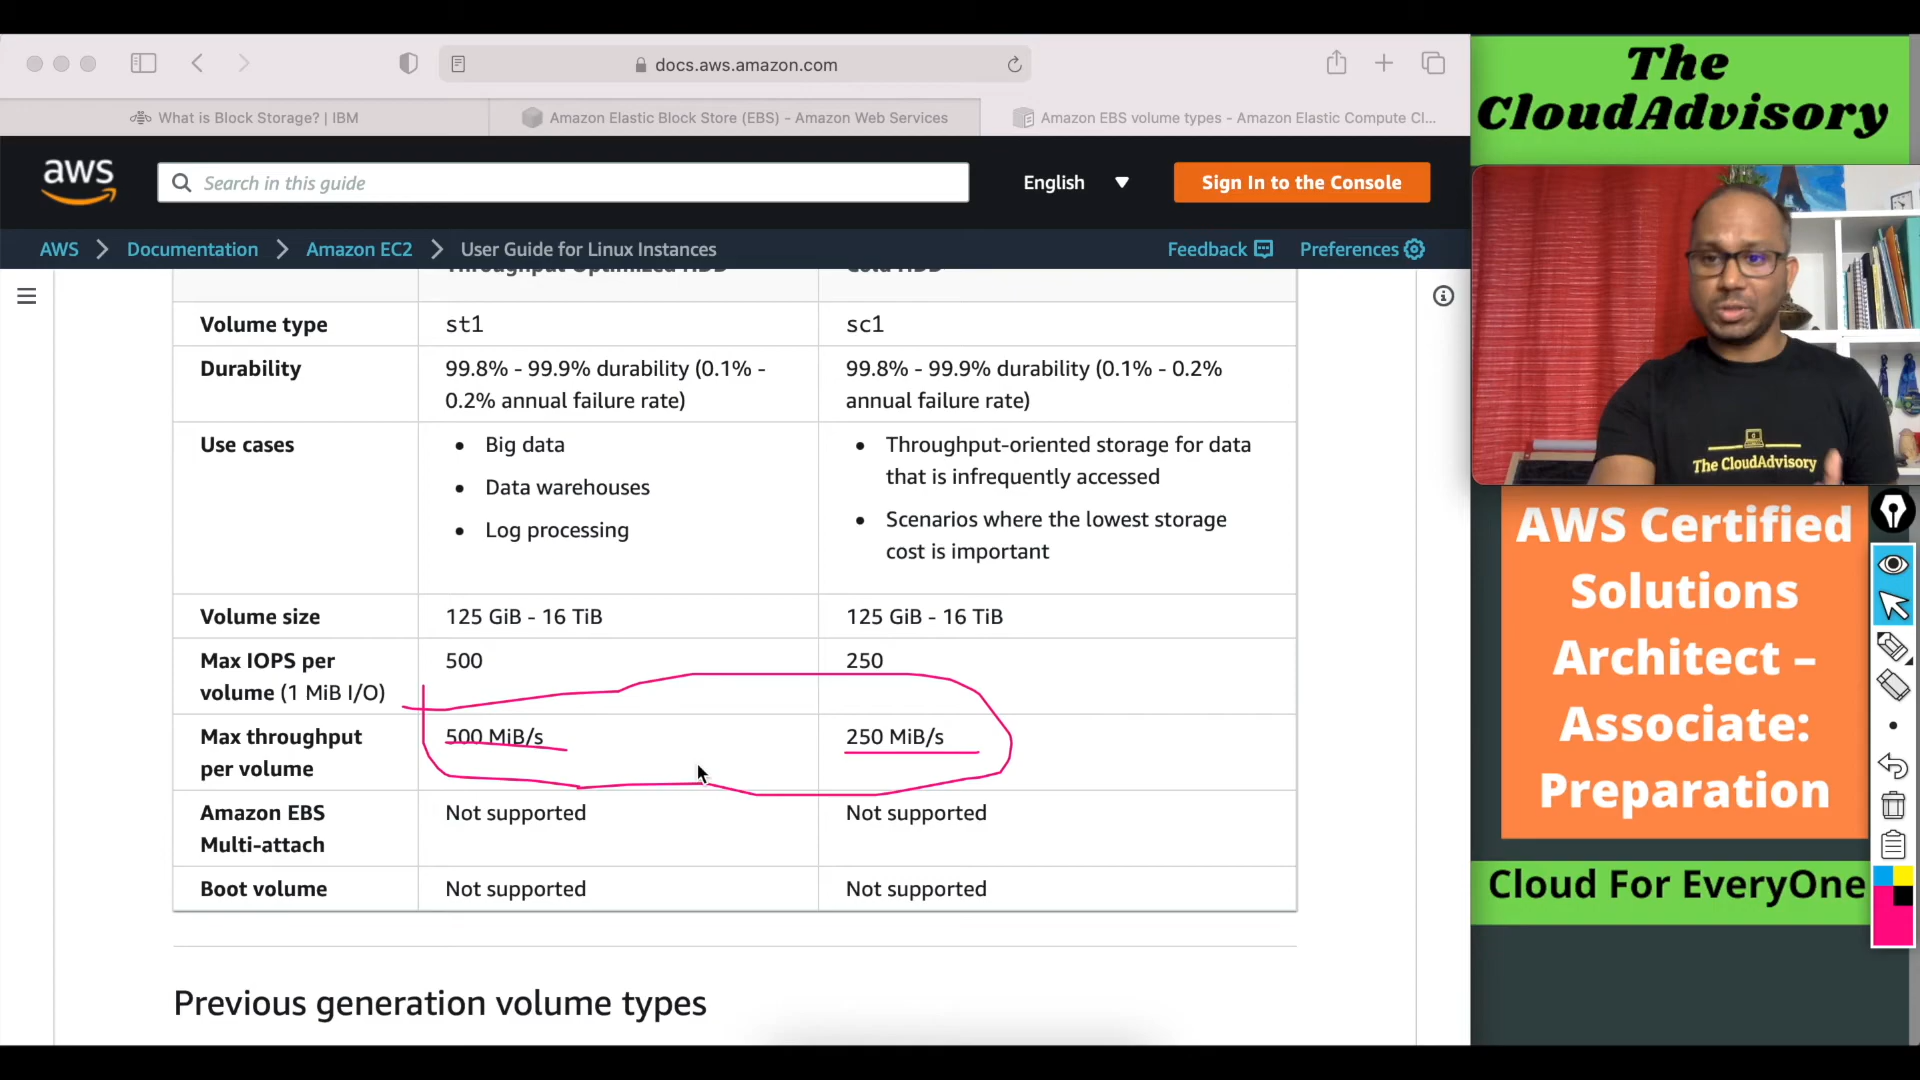 The
CloudAdvisory
docs.aws.amazon.com
What is Block Storage? | IBM
Amazon Elastic Block Store (EBS) - Amazon Web Services
Amazon EBS volume types - Amazon Elastic Compute Cl...
aws
Search in this guide
English
Sign In to the Console
AWS
Documentation
Amazon EC2
User Guide for Linux Instances
Feedback
Preferences
Throughput Optimized HDD
Cold HDD
Volume type
st1
sc1
Durability
99.8% - 99.9% durability (0.1% -
0.2% annual failure rate)
99.8% - 99.9% durability (0.1% - 0.2%
annual failure rate)
Use cases
• Big data
• Data warehouses
• Log processing
• Throughput-oriented storage for data
that is infrequently accessed
• Scenarios where the lowest storage
cost is important
Volume size
125 GiB - 16 TiB
125 GiB - 16 TiB
Max IOPS per
volume (1 MiB I/O)
500
250
Max throughput
per volume
500 MiB/s
250 MiB/s
Amazon EBS
Multi-attach
Not supported
Not supported
Boot volume
Not supported
Not supported
Previous generation volume types
The CloudAdvisory
AWS Certified
Solutions
Architect –
Associate:
Preparation
Cloud For EveryOne